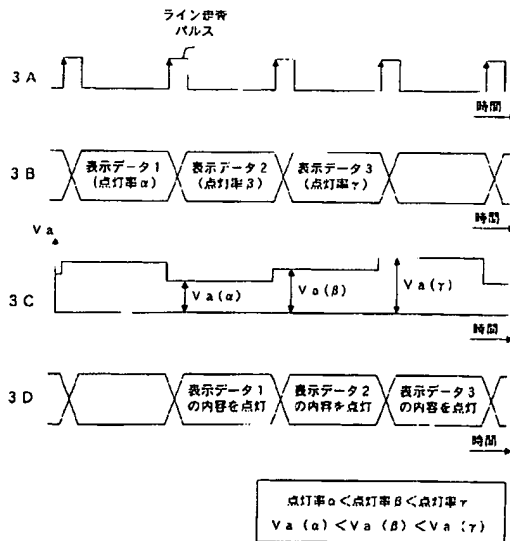 ライン走査
パルス
3A
時間
3B
表示データ1
(点灯率α)
表示データ2
(点灯率β)
表示データ3
(点灯率γ)
時間
Va
3C
Va(α)
Va(β)
Va(γ)
時間
3D
表示データ1
の内容を点灯
表示データ2
の内容を点灯
表示データ3
の内容を点灯
時間
点灯率α<点灯率β<点灯率γ
Va(α)<Va(β)<Va(γ)